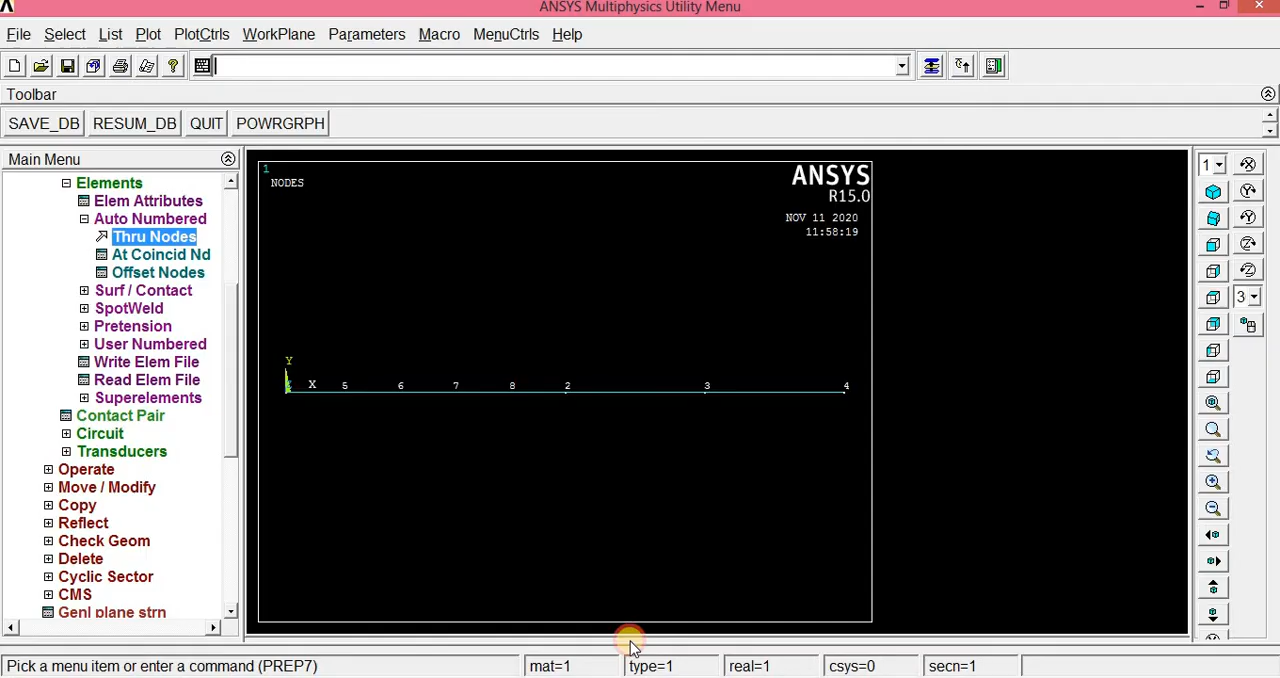 ANSYS Multiphysics Utility Menu
File Select List Plot PlotCtrls WorkPlane Parameters Macro MenuCtrls Help
Toolbar
SAVE_DB RESUM_DB QUIT POWRGRPH
Main Menu
Elements
Elem Attributes
Auto Numbered
Thru Nodes
At Coincid Nd
Offset Nodes
Surf / Contact
SpotWeld
Pretension
User Numbered
Write Elem File
Read Elem File
Superelements
Contact Pair
Circuit
Transducers
Operate
Move / Modify
Copy
Reflect
Check Geom
Delete
Cyclic Sector
CMS
Genl plane strn
1
NODES
ANSYS
R15.0
NOV 11 2020
11:58:19
Y
X 5 6 7 8 2 3 4
1
3
Pick a menu item or enter a command (PREP7) mat=1 type=1 real=1 csys=0 secn=1